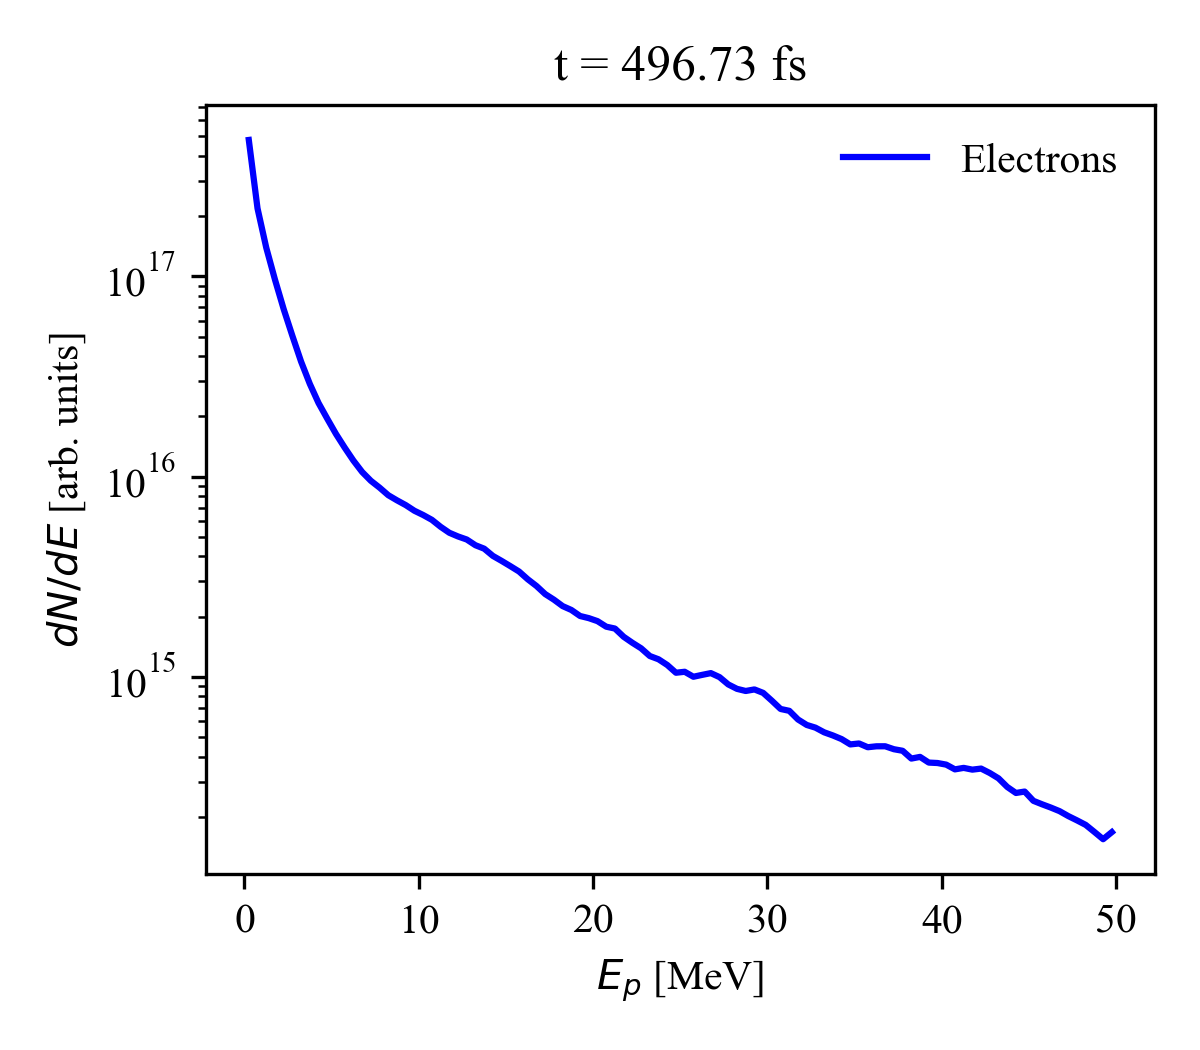 t = 496.73 fs
Electrons
10^17
10^16
10^15
dN/dE [arb. units]
0 10 20 30 40 50
E_p [MeV]